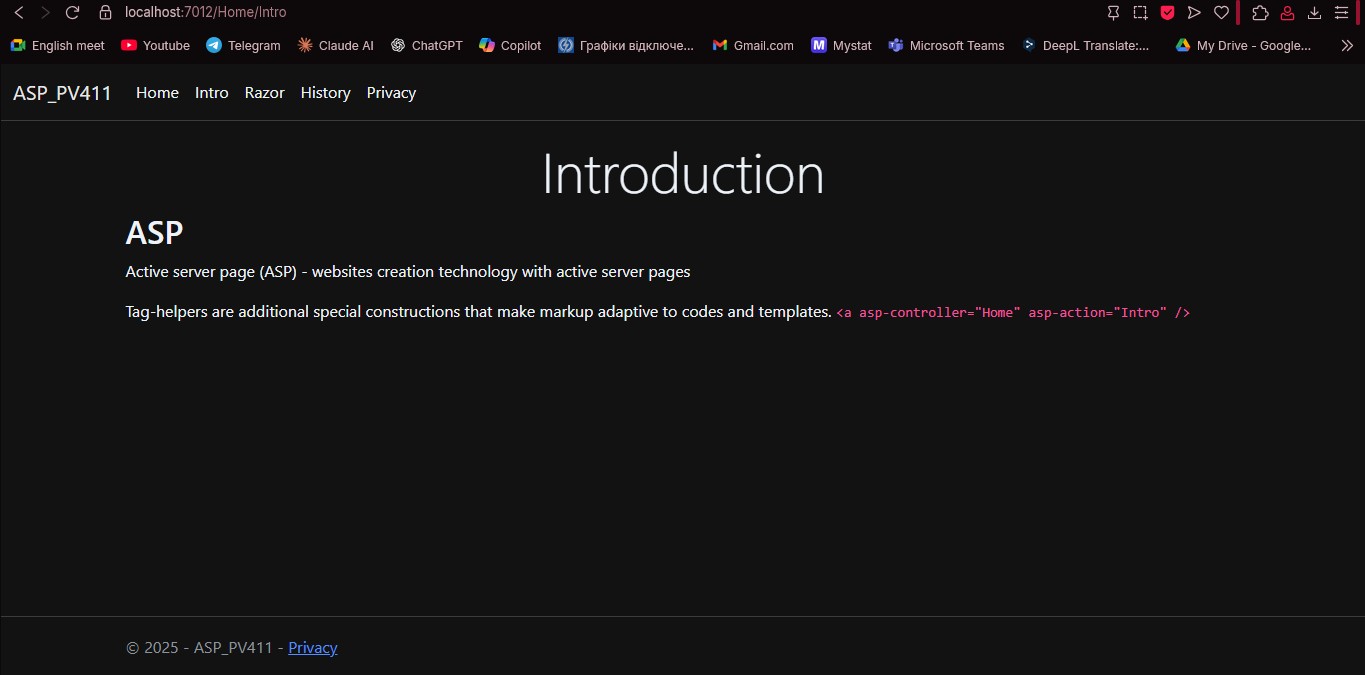 localhost:7012/Home/Intro
English meet Youtube Telegram Claude AI ChatGPT Copilot Графіки відключе... Gmail.com M Mystat Microsoft Teams DeepL Translate:... My Drive - Google...
ASP_PV411 Home Intro Razor History Privacy
Introduction
ASP
Active server page (ASP) - websites creation technology with active server pages
Tag-helpers are additional special constructions that make markup adaptive to codes and templates. <a asp-controller="Home" asp-action="Intro" />
© 2025 - ASP_PV411 - Privacy